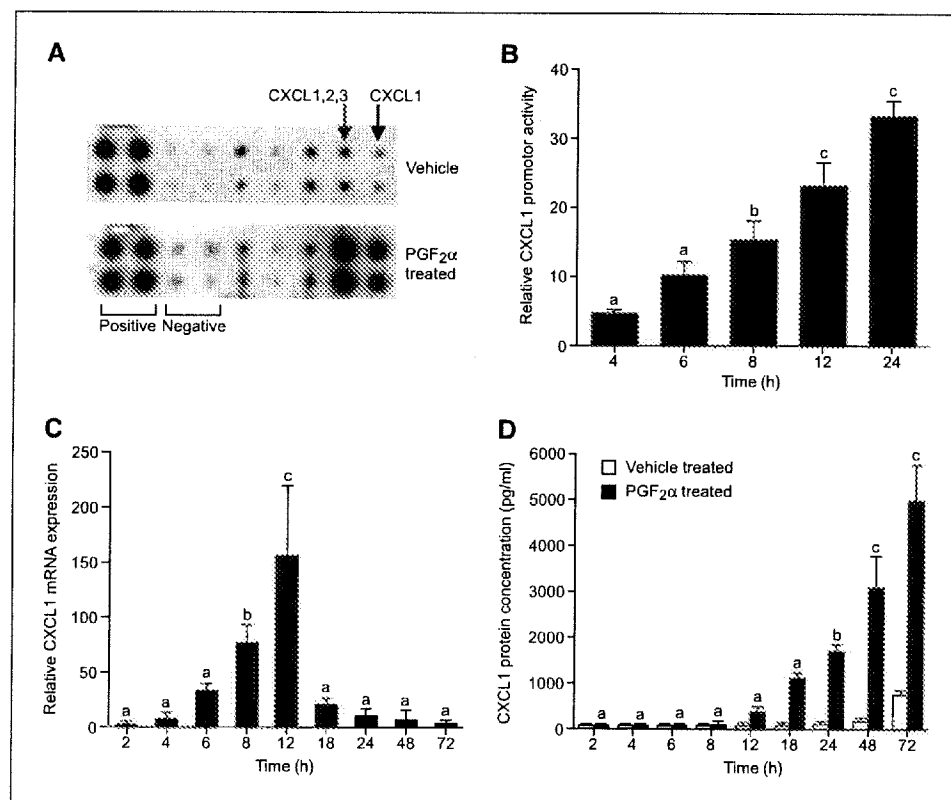 A
CXCL1,2,3 CXCL1
Vehicle
PGF2α
treated
Positive Negative
B
Relative CXCL1 promotor activity
40
30
20
10
0
a
a
b
c
c
4 6 8 12 24
Time (h)
C
Relative CXCL1 mRNA expression
250
200
150
100
50
0
a a a b c a a a a
2 4 6 8 12 18 24 48 72
Time (h)
D
CXCL1 protein concentration (pg/ml)
6000
5000
4000
3000
2000
1000
0
Vehicle treated
PGF2α treated
a a a a a a b c c
2 4 6 8 12 18 24 48 72
Time (h)